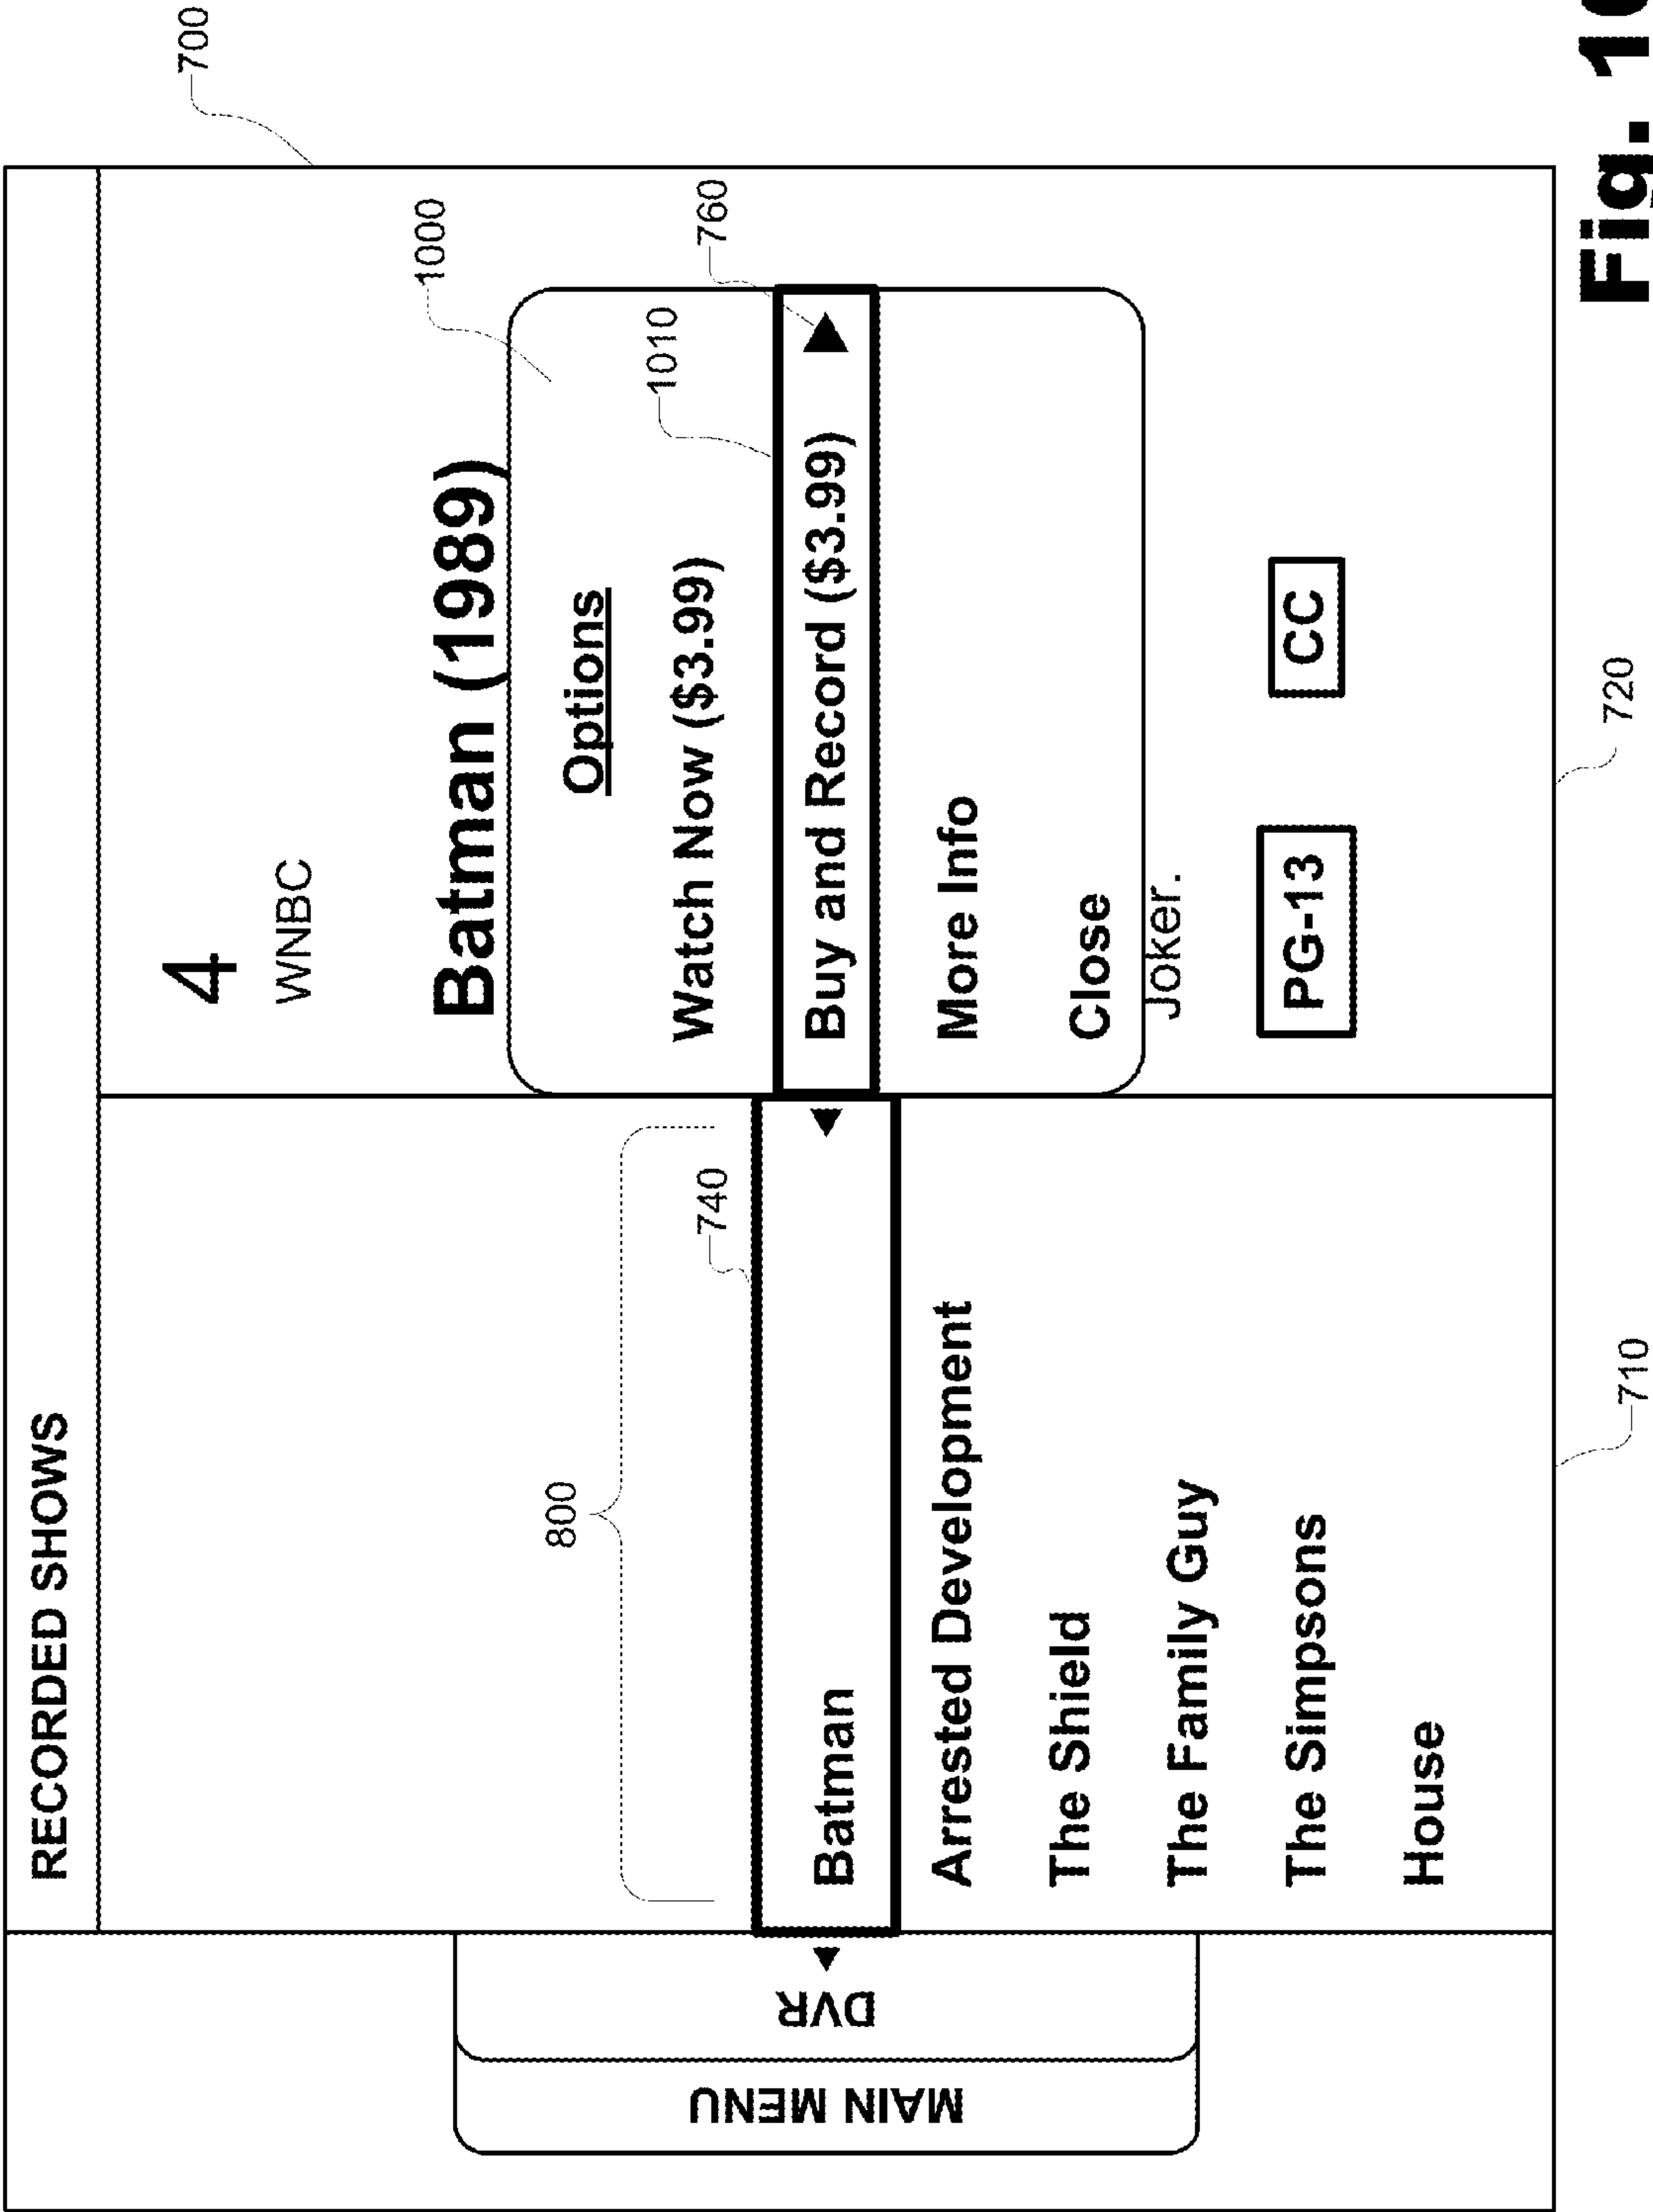 RECORDED SHOWS
700
MAIN MENU
DVR
800
740
Batman
Arrested Development
The Shield
The Family Guy
The Simpsons
House
4
WNBC
Batman (1989)
1000
Options
1010
760
Watch Now ($3.99)
Buy and Record ($3.99)
More Info
Close
Joker.
PG-13
CC
710
720